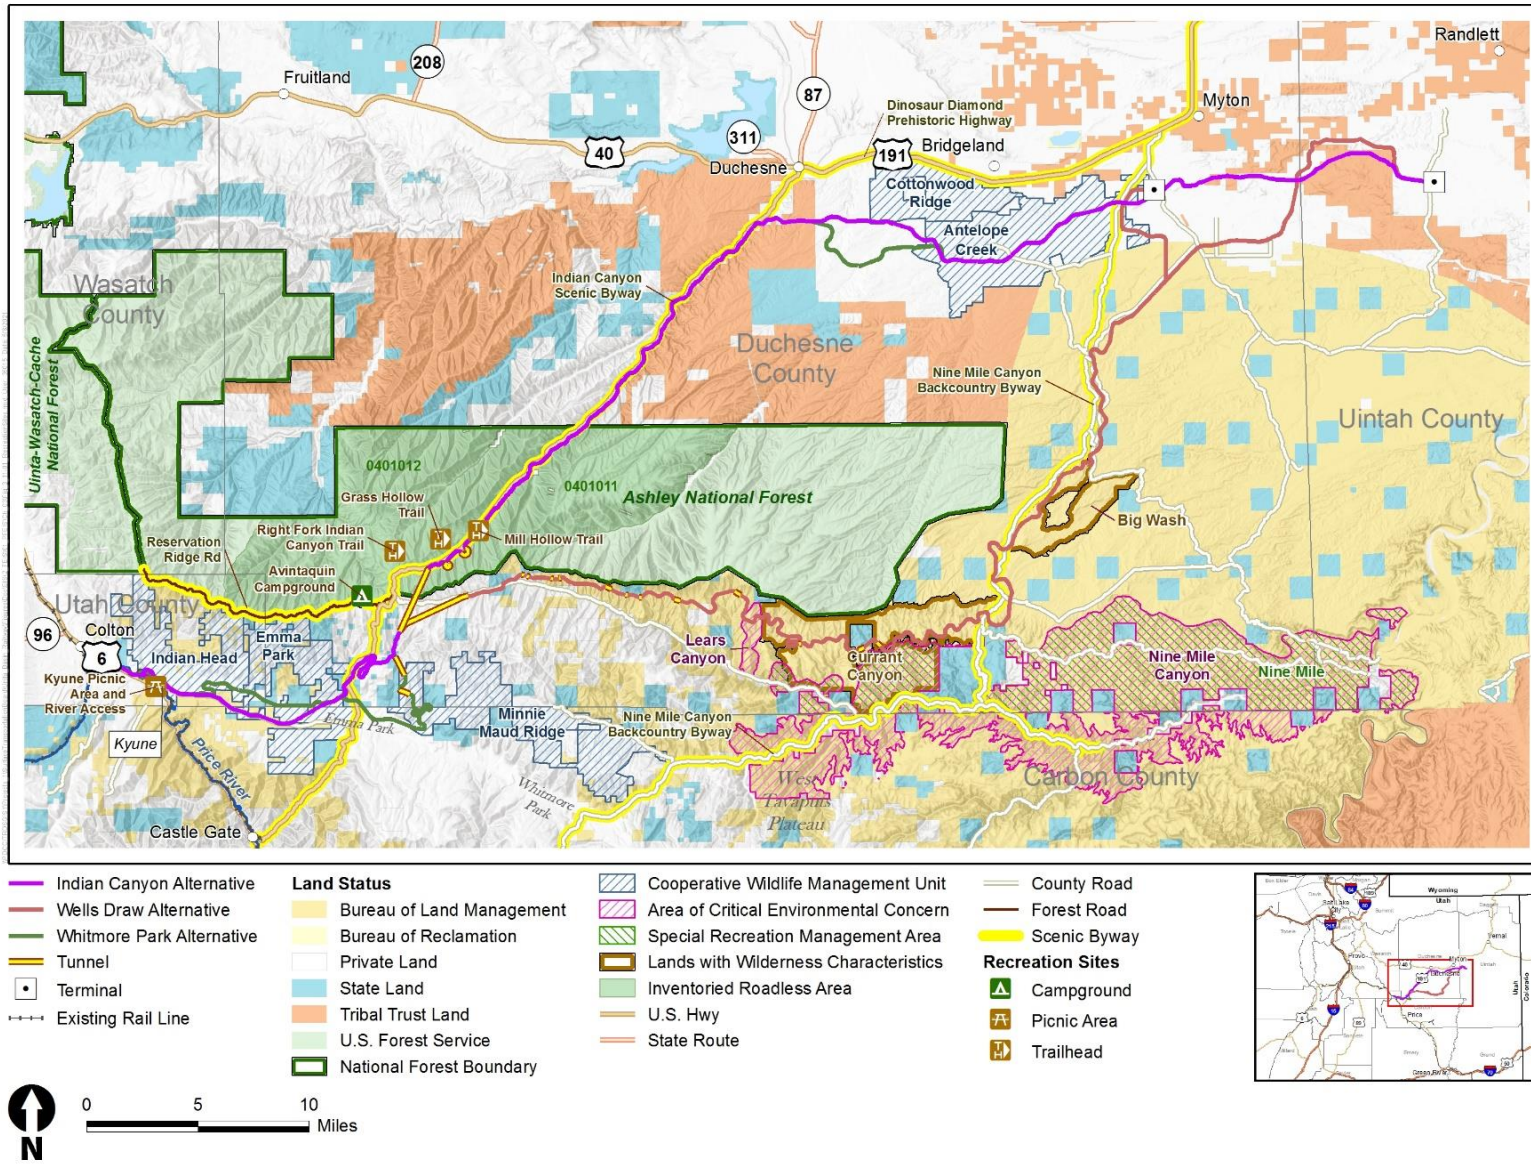 Randlett
208
Fruitland
87
Myton
Dinosaur Diamond
Prehistoric Highway
311
40
191
Bridgeland
Duchesne
Cottonwood
Ridge
Antelope
Creek
Wasatch
County
Indian Canyon
Scenic Byway
Duchesne
County
Nine Mile Canyon
Backcountry Byway
Uintah County
Uinta-Wasatch-Cache
National Forest
0401012
0401011
Ashley National Forest
Grass Hollow
Trail
Right Fork Indian
Canyon Trail
Mill Hollow Trail
Big Wash
Reservation
Ridge Rd
Avintaquin
Campground
Utah County
96
Colton
6
Emma
Park
Indian Head
Lears
Canyon
Currant
Canyon
Nine Mile
Canyon
Nine Mile
Kyune Picnic
Area and
River Access
Kyune
Price River
Emma Park
Minnie
Maud Ridge
Nine Mile Canyon
Backcountry Byway
Whitmore
Park
West
Tavaputs
Plateau
Carbon County
Castle Gate
Indian Canyon Alternative
Wells Draw Alternative
Whitmore Park Alternative
Tunnel
Terminal
Existing Rail Line
Land Status
Bureau of Land Management
Bureau of Reclamation
Private Land
State Land
Tribal Trust Land
U.S. Forest Service
National Forest Boundary
Cooperative Wildlife Management Unit
Area of Critical Environmental Concern
Special Recreation Management Area
Lands with Wilderness Characteristics
Inventoried Roadless Area
U.S. Hwy
State Route
County Road
Forest Road
Scenic Byway
Recreation Sites
Campground
Picnic Area
Trailhead
Wyoming
Utah
Vernal
Provo
Myton
Duchesne
Price
Green River
Utah
Colorado
0 5 10
Miles
N